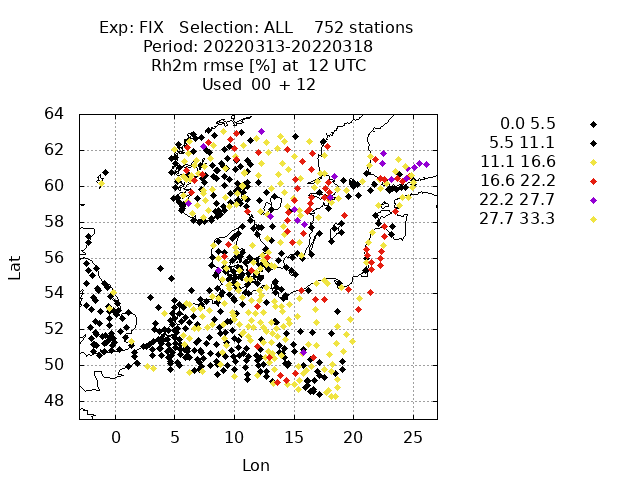 Exp: FIX   Selection: ALL    752 stations
Period: 20220313-20220318
Rh2m rmse [%] at  12 UTC
Used  00 + 12
64
62
60
58
56
54
52
50
48
0 5 10 15 20 25
Lat
Lon
0.0 5.5
5.5 11.1
11.1 16.6
16.6 22.2
22.2 27.7
27.7 33.3